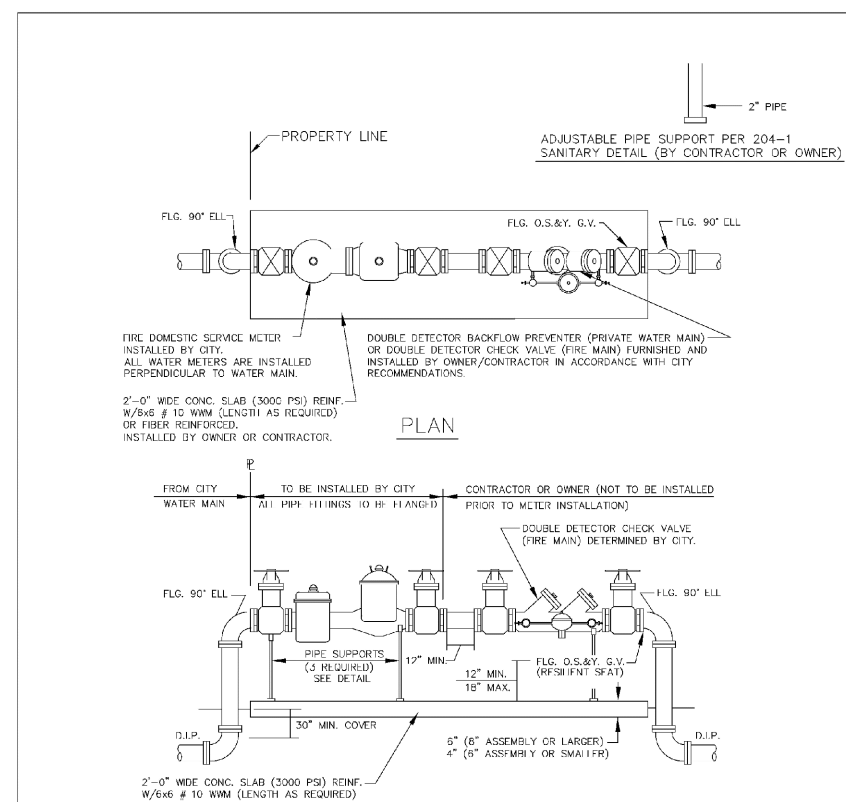 2" PIPE
ADJUSTABLE PIPE SUPPORT PER 204-1
SANITARY DETAIL (BY CONTRACTOR OR OWNER)
PROPERTY LINE
FLG. 90° ELL
FLG. O.S.&Y. G.V.
FLG. 90° ELL
FIRE DOMESTIC SERVICE METER
INSTALLED BY CITY.
ALL WATER METERS ARE INSTALLED
PERPENDICULAR TO WATER MAIN.
DOUBLE DETECTOR BACKFLOW PREVENTER (PRIVATE WATER MAIN)
OR DOUBLE DETECTOR CHECK VALVE (FIRE MAIN) FURNISHED AND
INSTALLED BY OWNER/CONTRACTOR IN ACCORDANCE WITH CITY
RECOMMENDATIONS.
2'-0" WIDE CONC. SLAB (3000 PSI) REINF.
W/6x6 # 10 WWM (LENGTH AS REQUIRED)
OR FIBER REINFORCED.
INSTALLED BY OWNER OR CONTRACTOR.
PLAN
PL
FROM CITY
WATER MAIN
TO BE INSTALLED BY CITY
ALL PIPE FITTINGS TO BE FLANGED
CONTRACTOR OR OWNER (NOT TO BE INSTALLED
PRIOR TO METER INSTALLATION)
DOUBLE DETECTOR CHECK VALVE
(FIRE MAIN) DETERMINED BY CITY.
FLG. 90° ELL
FLG. 90° ELL
PIPE SUPPORTS
(3 REQUIRED)
SEE DETAIL
12" MIN.
12" MIN.
18" MAX.
FLG. O.S.&Y. G.V.
(RESILIENT SEAT)
30" MIN. COVER
D.I.P.
D.I.P.
6" (8" ASSEMBLY OR LARGER)
4" (6" ASSEMBLY OR SMALLER)
2'-0" WIDE CONC. SLAB (3000 PSI) REINF.
W/6x6 # 10 WWM (LENGTH AS REQUIRED)